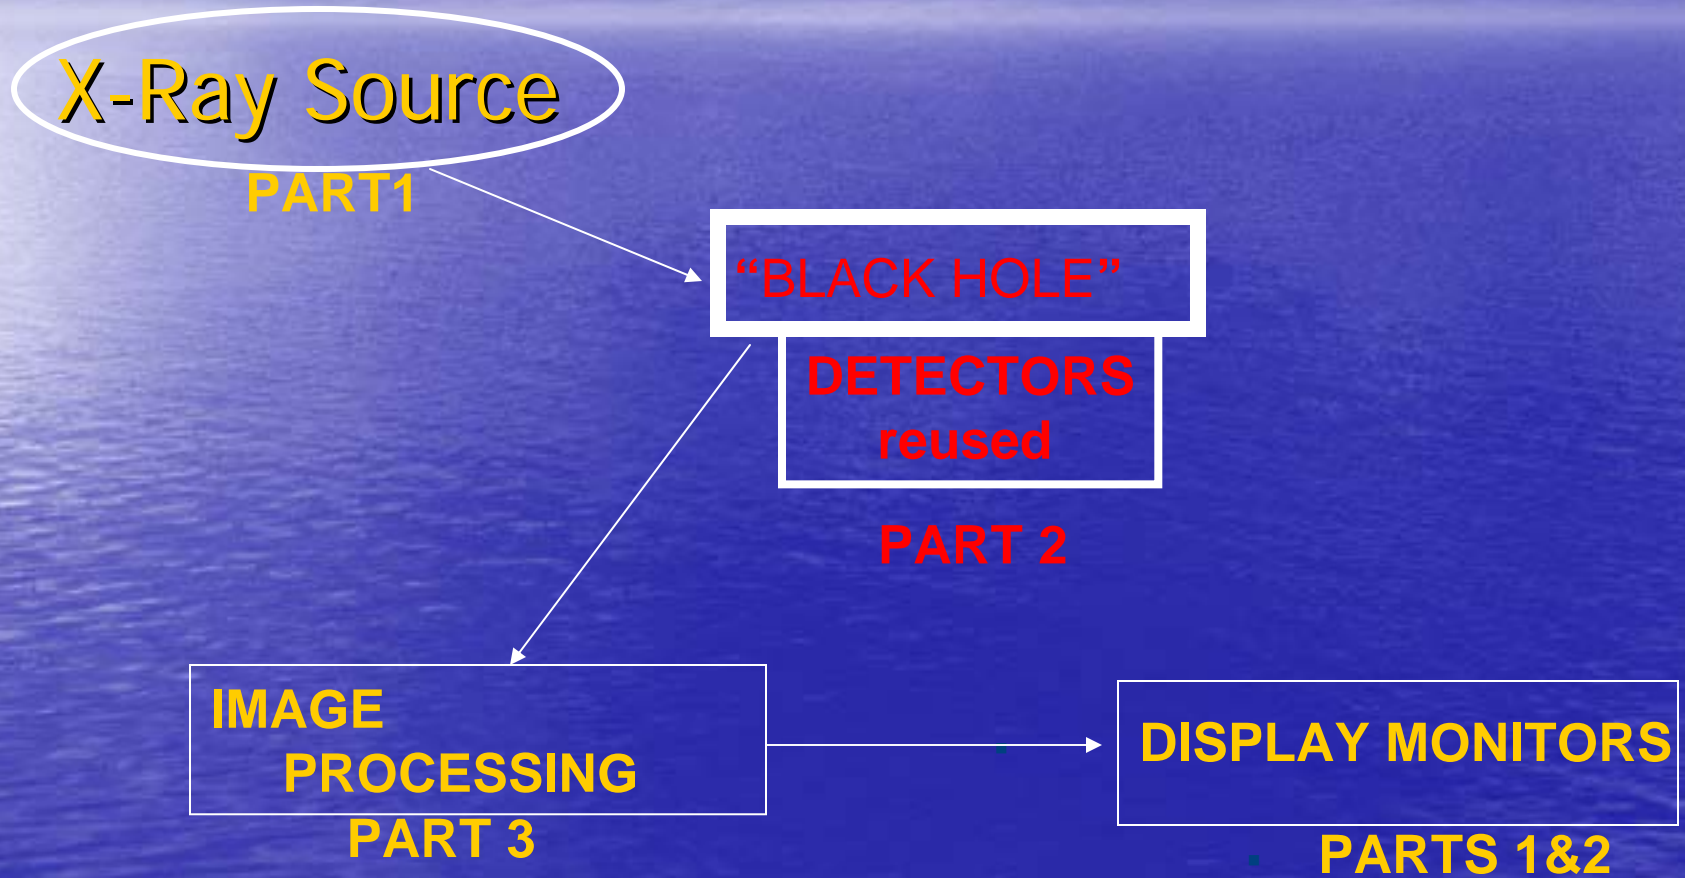 X-Ray Source
PART1
“BLACK HOLE”
DETECTORS
reused
PART 2
IMAGE
PROCESSING
PART 3
DISPLAY MONITORS
PARTS 1&2